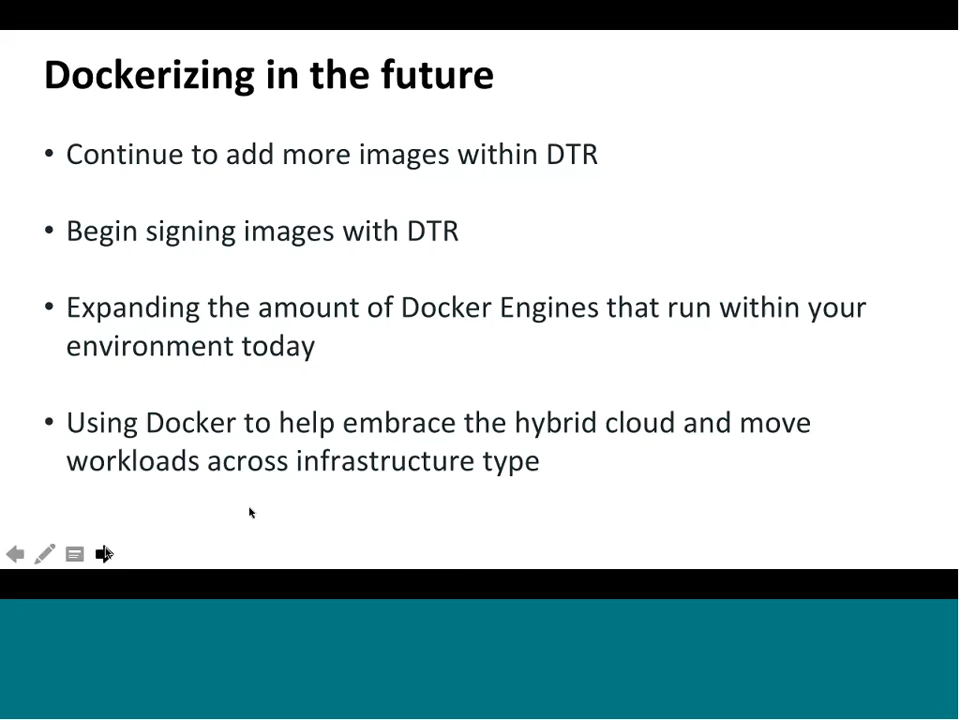 Dockerizing in the future
• Continue to add more images within DTR
• Begin signing images with DTR
• Expanding the amount of Docker Engines that run within your
environment today
• Using Docker to help embrace the hybrid cloud and move
workloads across infrastructure type